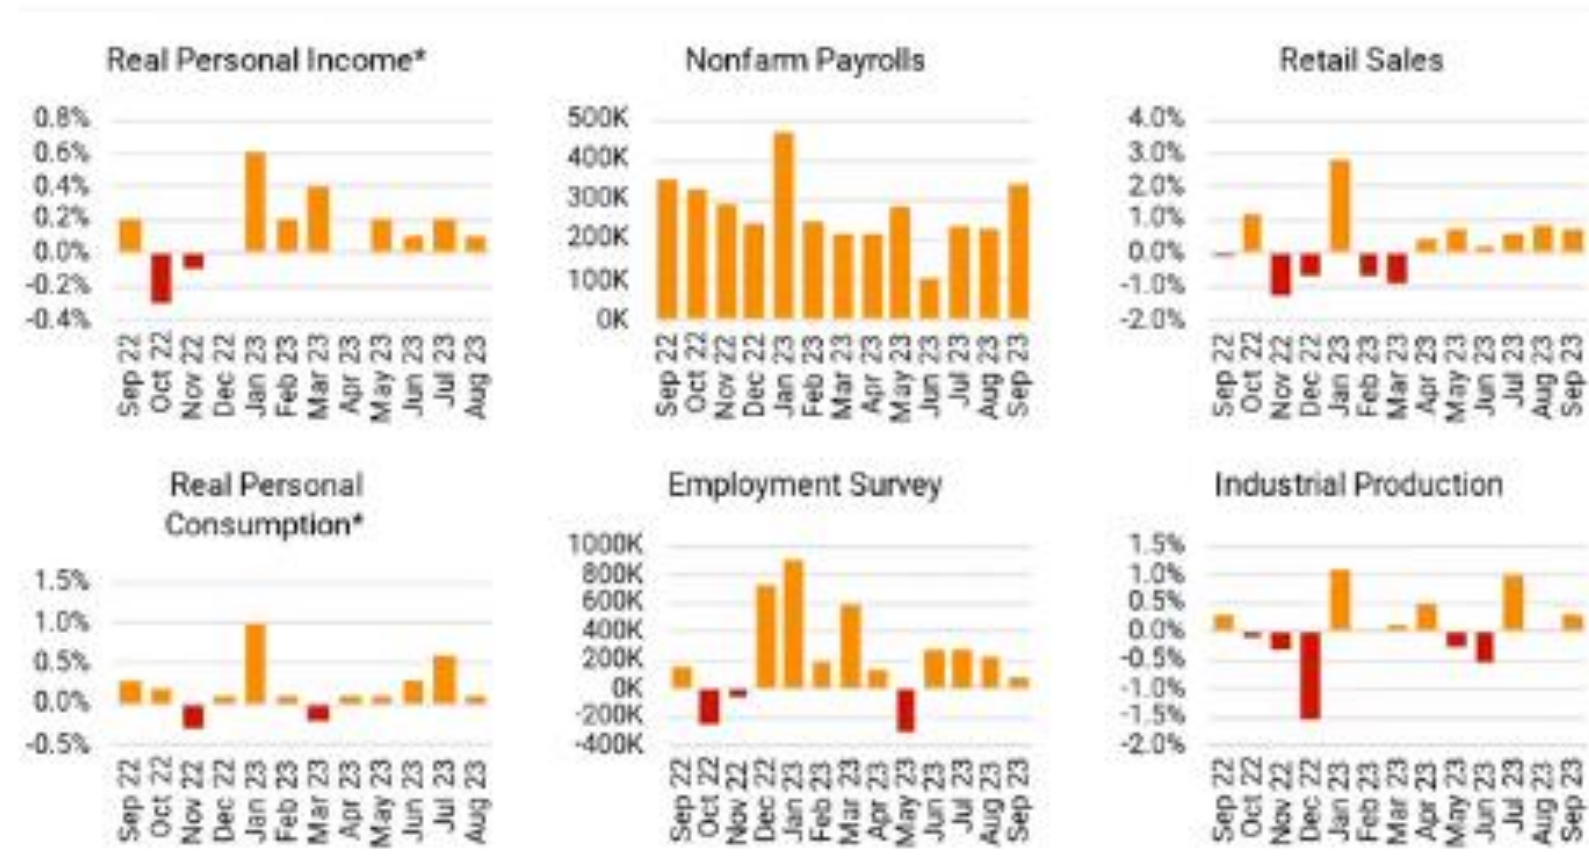 Real Personal Income*
0.8%
0.6%
0.4%
0.2%
0.0%
-0.2%
-0.4%
Sep 22
Oct 22
Nov 22
Dec 22
Jan 23
Feb 23
Mar 23
Apr 23
May 23
Jun 23
Jul 23
Aug 23
Nonfarm Payrolls
500K
400K
300K
200K
100K
0K
Sep 22
Oct 22
Nov 22
Dec 22
Jan 23
Feb 23
Mar 23
Apr 23
May 23
Jun 23
Jul 23
Aug 23
Sep 23
Retail Sales
4.0%
3.0%
2.0%
1.0%
0.0%
-1.0%
-2.0%
Sep 22
Oct 22
Nov 22
Dec 22
Jan 23
Feb 23
Mar 23
Apr 23
May 23
Jun 23
Jul 23
Aug 23
Sep 23
Real Personal
Consumption*
1.5%
1.0%
0.5%
0.0%
-0.5%
Sep 22
Oct 22
Nov 22
Dec 22
Jan 23
Feb 23
Mar 23
Apr 23
May 23
Jun 23
Jul 23
Aug 23
Employment Survey
1000K
800K
600K
400K
200K
0K
-200K
-400K
Sep 22
Oct 22
Nov 22
Dec 22
Jan 23
Feb 23
Mar 23
Apr 23
May 23
Jun 23
Jul 23
Aug 23
Sep 23
Industrial Production
1.5%
1.0%
0.5%
0.0%
-0.5%
-1.0%
-1.5%
-2.0%
Sep 22
Oct 22
Nov 22
Dec 22
Jan 23
Feb 23
Mar 23
Apr 23
May 23
Jun 23
Jul 23
Aug 23
Sep 23